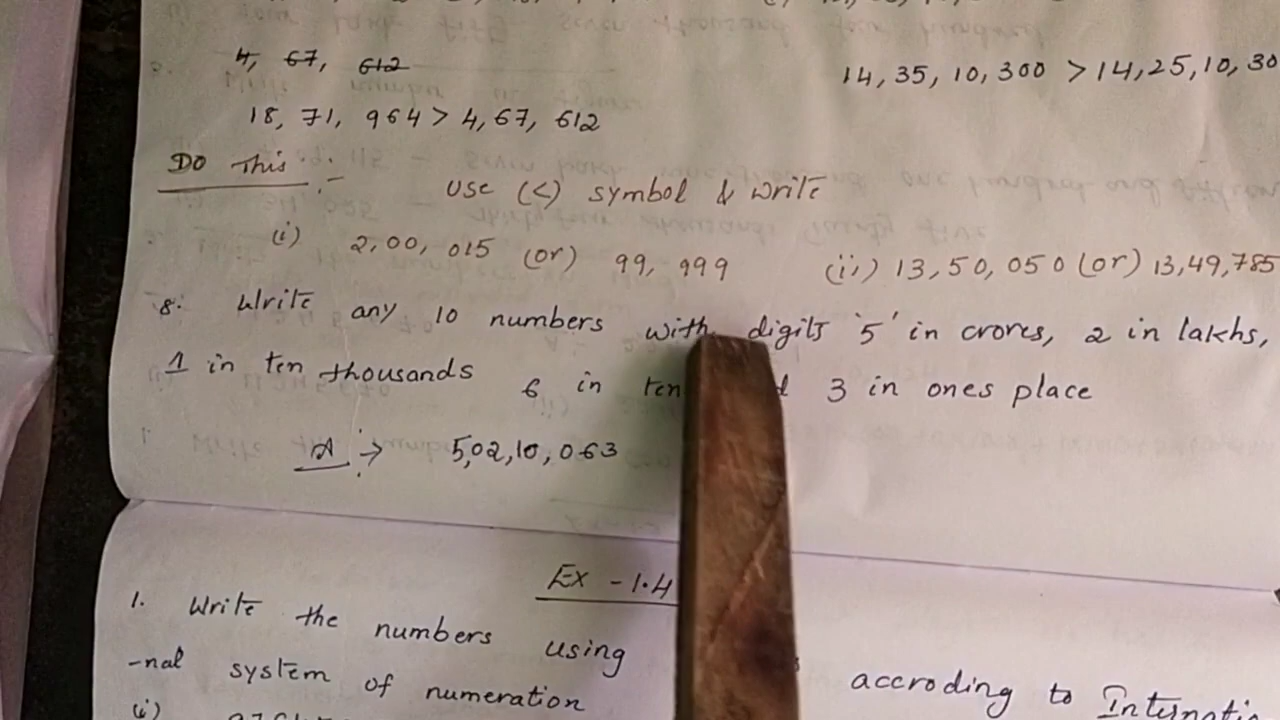 4, 67, 612
14, 35, 10, 300 > 14,25,10,30
18, 71, 964 > 4,67, 612
Do This :-
Use (<) symbol & write
(i) 2,00, 015 (or) 99, 999 (ii) 13,50,050 (or) 13,49,785
8. Write any 10 numbers with digits '5' in crores, 2 in lakhs,
1 in ten thousands 6 in ten 3 in ones place
A :→ 5,02,10,063
Ex - 1.4
1. Write the numbers using accroding to Internatio
-nal system of numeration
(i)